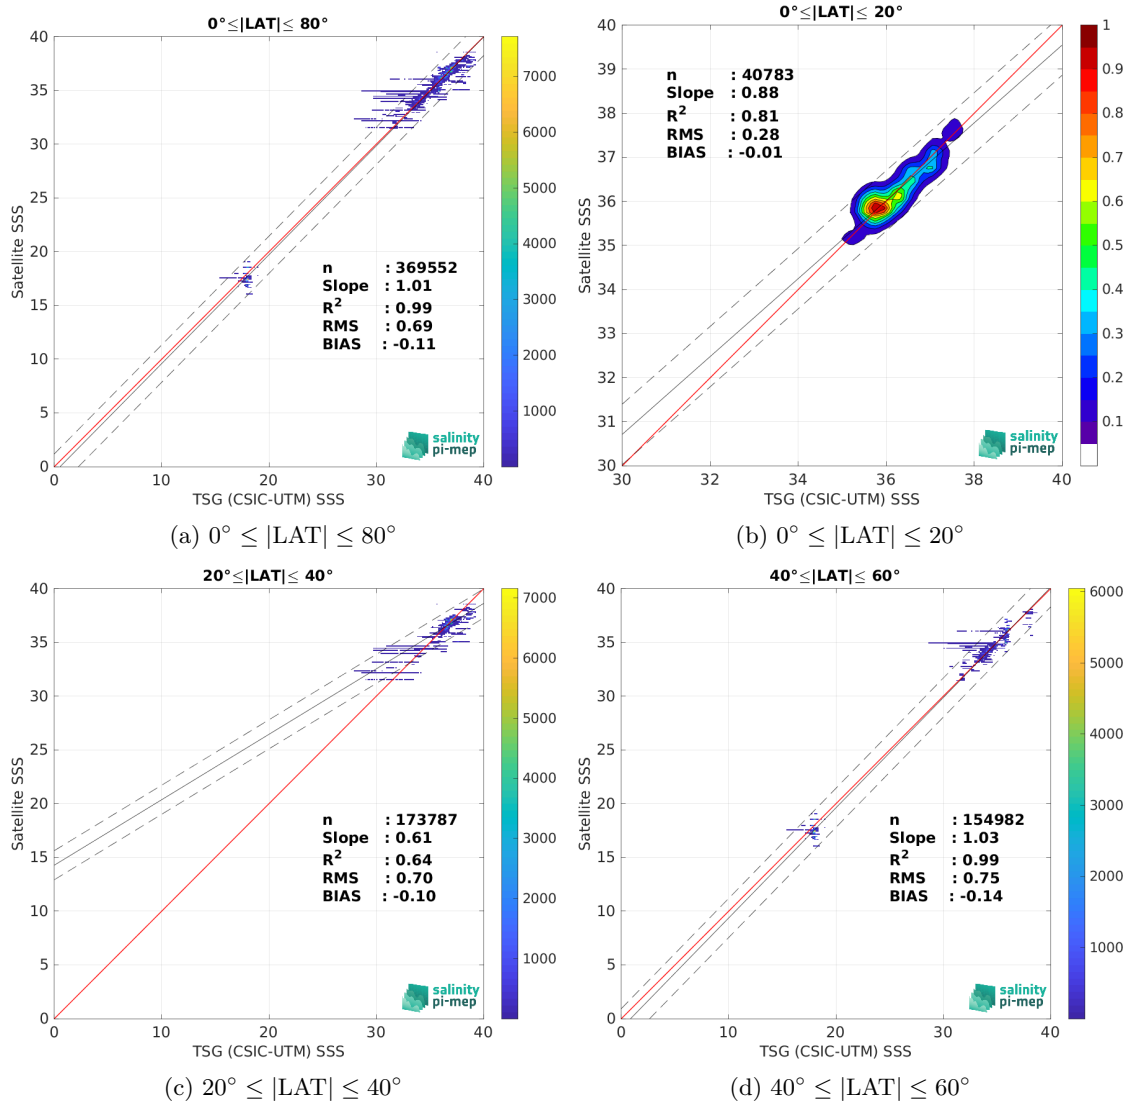 0°≤|LAT|≤ 80°
40
35
30
25
20
15
10
5
0
0
10
20
30
40
Satellite SSS
TSG (CSIC-UTM) SSS
n : 369552
Slope : 1.01
R² : 0.99
RMS : 0.69
BIAS : -0.11
salinity
pi-mep
7000
6000
5000
4000
3000
2000
1000
(a) 0° ≤ |LAT| ≤ 80°
0°≤|LAT|≤ 20°
40
39
38
37
36
35
34
33
32
31
30
30
32
34
36
38
40
Satellite SSS
TSG (CSIC-UTM) SSS
n : 40783
Slope : 0.88
R² : 0.81
RMS : 0.28
BIAS : -0.01
salinity
pi-mep
1
0.9
0.8
0.7
0.6
0.5
0.4
0.3
0.2
0.1
0
(b) 0° ≤ |LAT| ≤ 20°
20°≤|LAT|≤ 40°
40
35
30
25
20
15
10
5
0
0
10
20
30
40
Satellite SSS
TSG (CSIC-UTM) SSS
n : 173787
Slope : 0.61
R² : 0.64
RMS : 0.70
BIAS : -0.10
salinity
pi-mep
7000
6000
5000
4000
3000
2000
1000
(c) 20° ≤ |LAT| ≤ 40°
40°≤|LAT|≤ 60°
40
35
30
25
20
15
10
5
0
0
10
20
30
40
Satellite SSS
TSG (CSIC-UTM) SSS
n : 154982
Slope : 1.03
R² : 0.99
RMS : 0.75
BIAS : -0.14
salinity
pi-mep
6000
5000
4000
3000
2000
1000
(d) 40° ≤ |LAT| ≤ 60°